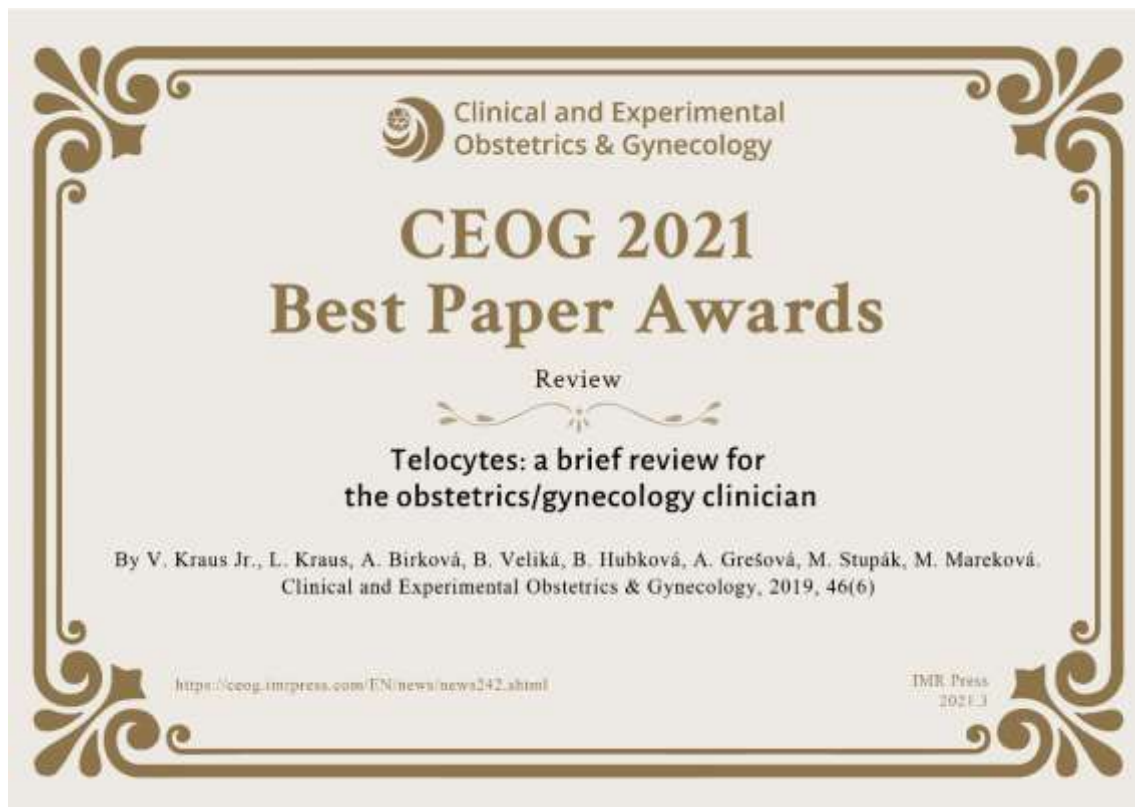 Clinical and Experimental
Obstetrics & Gynecology
CEOG 2021
Best Paper Awards
Review
Telocytes: a brief review for
the obstetrics/gynecology clinician
By V. Kraus Jr., L. Kraus, A. Birková, B. Veliká, B. Hubková, A. Grešová, M. Stupák, M. Mareková.
Clinical and Experimental Obstetrics & Gynecology, 2019, 46(6)
https://ceog.imrpress.com/EN/news/news242.shtml
IMR Press
2021.3